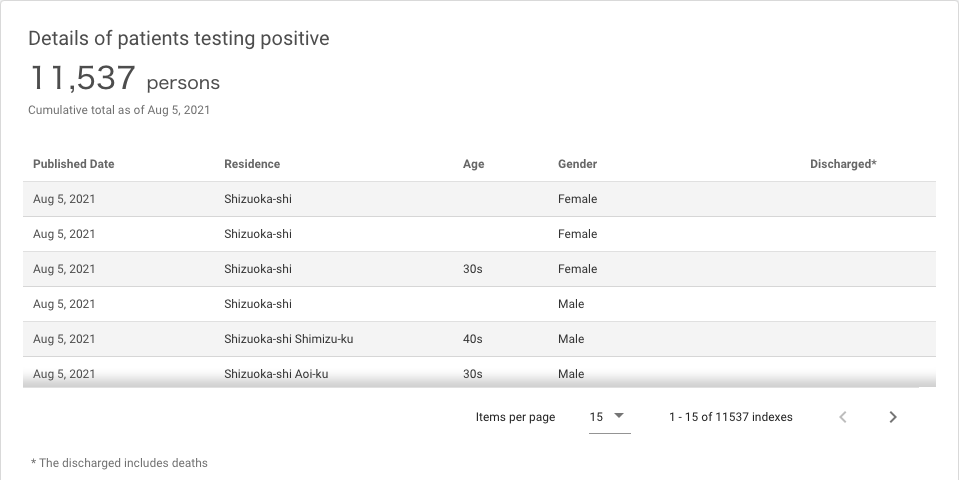 Details of patients testing positive
11,537 persons
Cumulative total as of Aug 5, 2021
Published Date Residence Age Gender Discharged*
Aug 5, 2021 Shizuoka-shi Female
Aug 5, 2021 Shizuoka-shi Female
Aug 5, 2021 Shizuoka-shi 30s Female
Aug 5, 2021 Shizuoka-shi Male
Aug 5, 2021 Shizuoka-shi Shimizu-ku 40s Male
Aug 5, 2021 Shizuoka-shi Aoi-ku 30s Male
Items per page 15 1 - 15 of 11537 indexes
* The discharged includes deaths